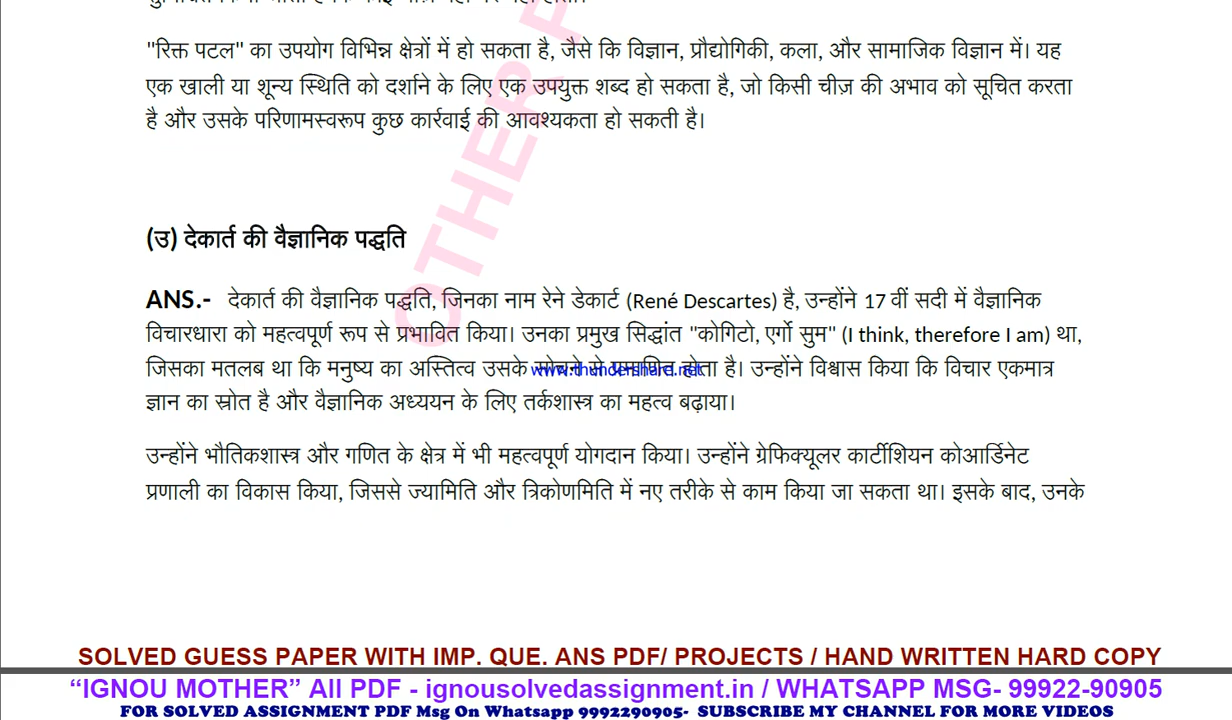 "रिक्त पटल" का उपयोग विभिन्न क्षेत्रों में हो सकता है, जैसे कि विज्ञान, प्रौद्योगिकी, कला, और सामाजिक विज्ञान में। यह
एक खाली या शून्य स्थिति को दर्शाने के लिए एक उपयुक्त शब्द हो सकता है, जो किसी चीज़ की अभाव को सूचित करता
है और उसके परिणामस्वरूप कुछ कार्रवाई की आवश्यकता हो सकती है।
(उ) देकार्त की वैज्ञानिक पद्धति
ANS.- देकार्त की वैज्ञानिक पद्धति, जिनका नाम रेने डेकार्ट (René Descartes) है, उन्होंने 17 वीं सदी में वैज्ञानिक
विचारधारा को महत्वपूर्ण रूप से प्रभावित किया। उनका प्रमुख सिद्धांत "कोगिटो, एर्गो सुम" (I think, therefore I am) था,
जिसका मतलब था कि मनुष्य का अस्तित्व उसके सोचने से प्रमाणित होता है। उन्होंने विश्वास किया कि विचार एकमात्र
www.thundershare.net
ज्ञान का स्रोत है और वैज्ञानिक अध्ययन के लिए तर्कशास्त्र का महत्व बढ़ाया।
उन्होंने भौतिकशास्त्र और गणित के क्षेत्र में भी महत्वपूर्ण योगदान किया। उन्होंने ग्रेफिक्यूलर कार्टीशियन कोआर्डिनेट
प्रणाली का विकास किया, जिससे ज्यामिति और त्रिकोणमिति में नए तरीके से काम किया जा सकता था। इसके बाद, उनके
OTHER P
SOLVED GUESS PAPER WITH IMP. QUE. ANS PDF/ PROJECTS / HAND WRITTEN HARD COPY
“IGNOU MOTHER” All PDF - ignousolvedassignment.in / WHATSAPP MSG- 99922-90905
FOR SOLVED ASSIGNMENT PDF Msg On Whatsapp 9992290905- SUBSCRIBE MY CHANNEL FOR MORE VIDEOS